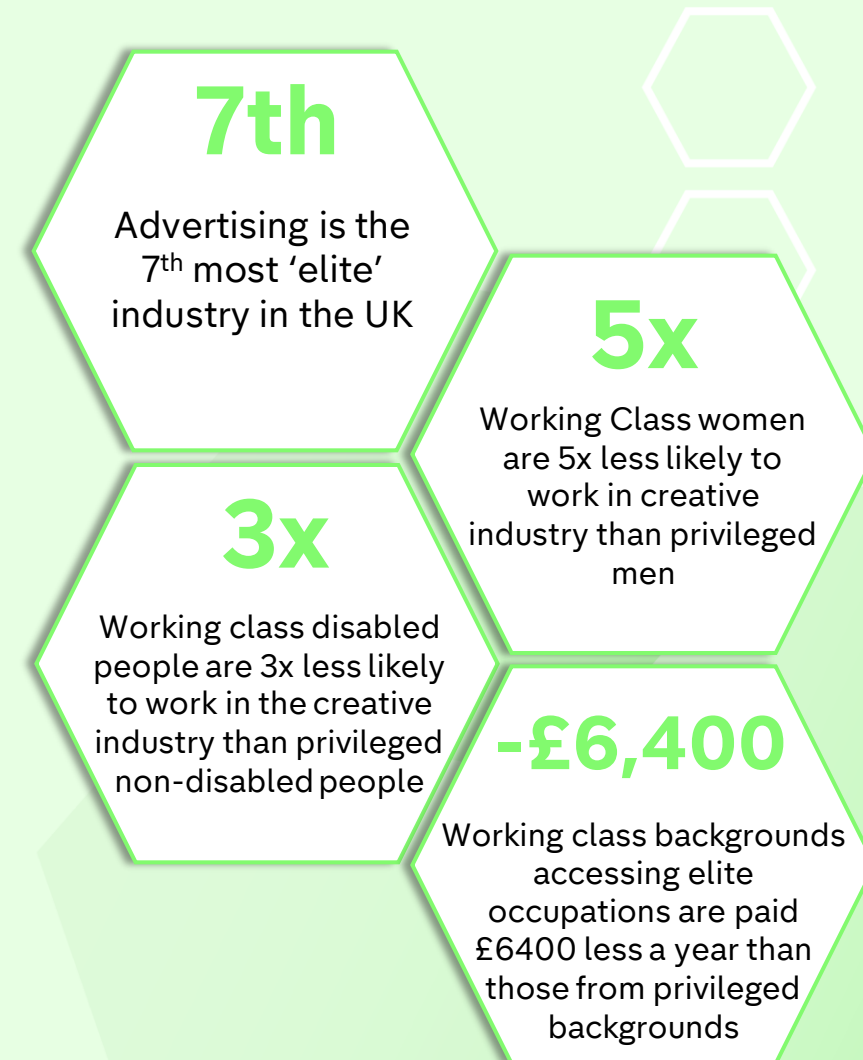 7th
Advertising is the
7th most ‘elite’
industry in the UK
5x
Working Class women
are 5x less likely to
work in creative
industry than privileged
men
3x
Working class disabled
people are 3x less likely
to work in the creative
industry than privileged
non-disabled people
-£6,400
Working class backgrounds
accessing elite
occupations are paid
£6400 less a year than
those from privileged
backgrounds